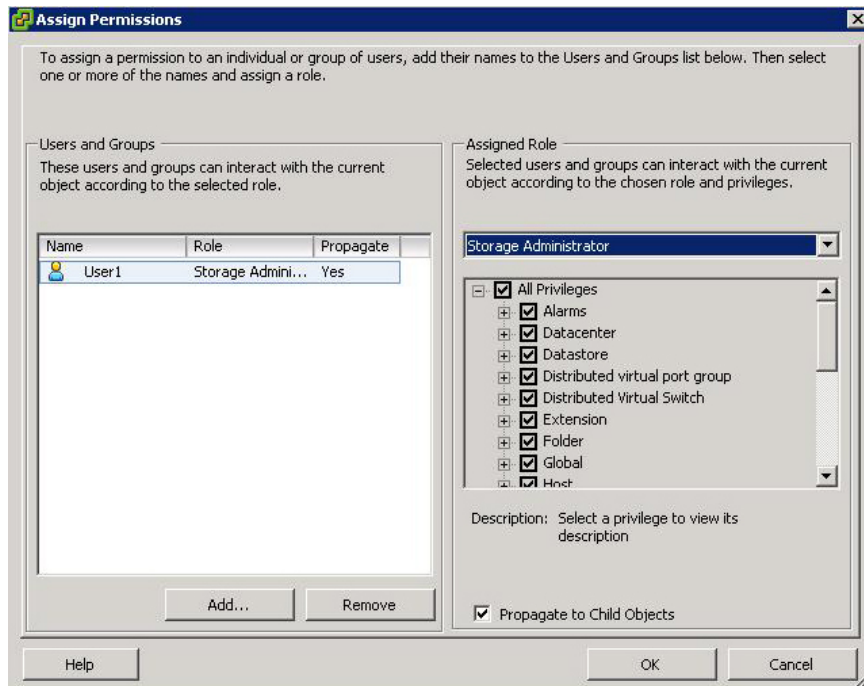 Assign Permissions
To assign a permission to an individual or group of users, add their names to the Users and Groups list below. Then select
one or more of the names and assign a role.
Users and Groups
These users and groups can interact with the current
object according to the selected role.
Name Role Propagate
User1 Storage Admini... Yes
Add... Remove
Assigned Role
Selected users and groups can interact with the current
object according to the chosen role and privileges.
Storage Administrator
All Privileges
Alarms
Datacenter
Datastore
Distributed virtual port group
Distributed Virtual Switch
Extension
Folder
Global
Host
Description: Select a privilege to view its
description
Propagate to Child Objects
Help OK Cancel